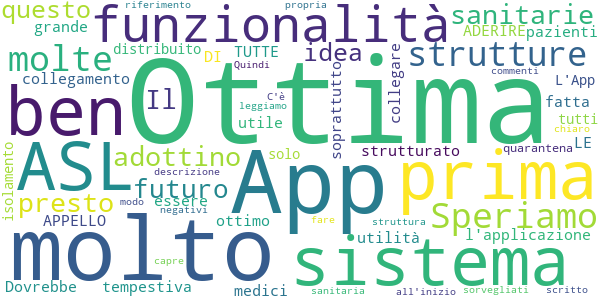 questo riferimento propria sanitarie
grande funzionalità ADERIRE pazienti
molte distribuito DI TUTTE idea strutture
collegamento Quindi soprattutto collegare commenti
ben Il Ottima C'è L'App fatta
leggiamo utile tutti
chiaro
isolamento ASL adottino solo strutturato quarantena LE
descrizione App prima
presto futuro essere Speriamo
APPELLO modo negativi ottimo fare struttura l'applicazione
molto utilità
capre sistema
Dovrebbe tempestiva medici sanitaria all'inizio sorvegliati scritto